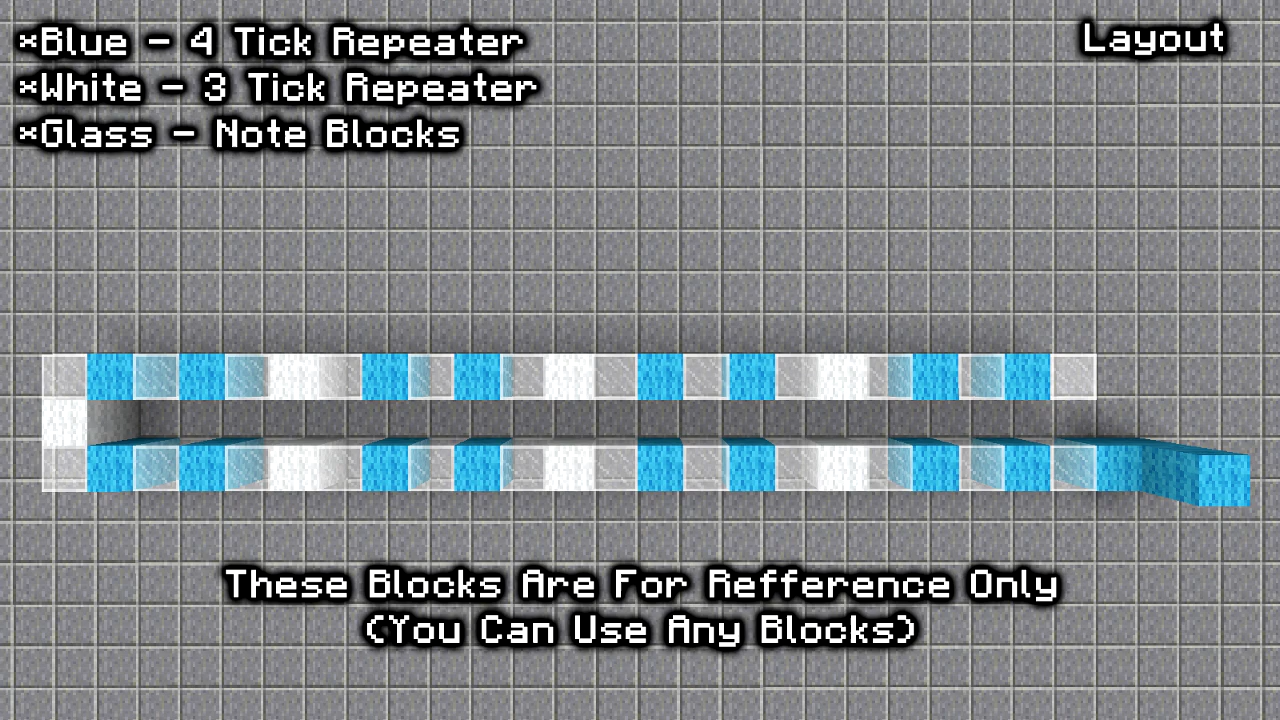 ×Blue - 4 Tick Repeater
Layout
×White - 3 Tick Repeater
×Glass - Note Blocks
These Blocks Are For Refference Only
(You Can Use Any Blocks)